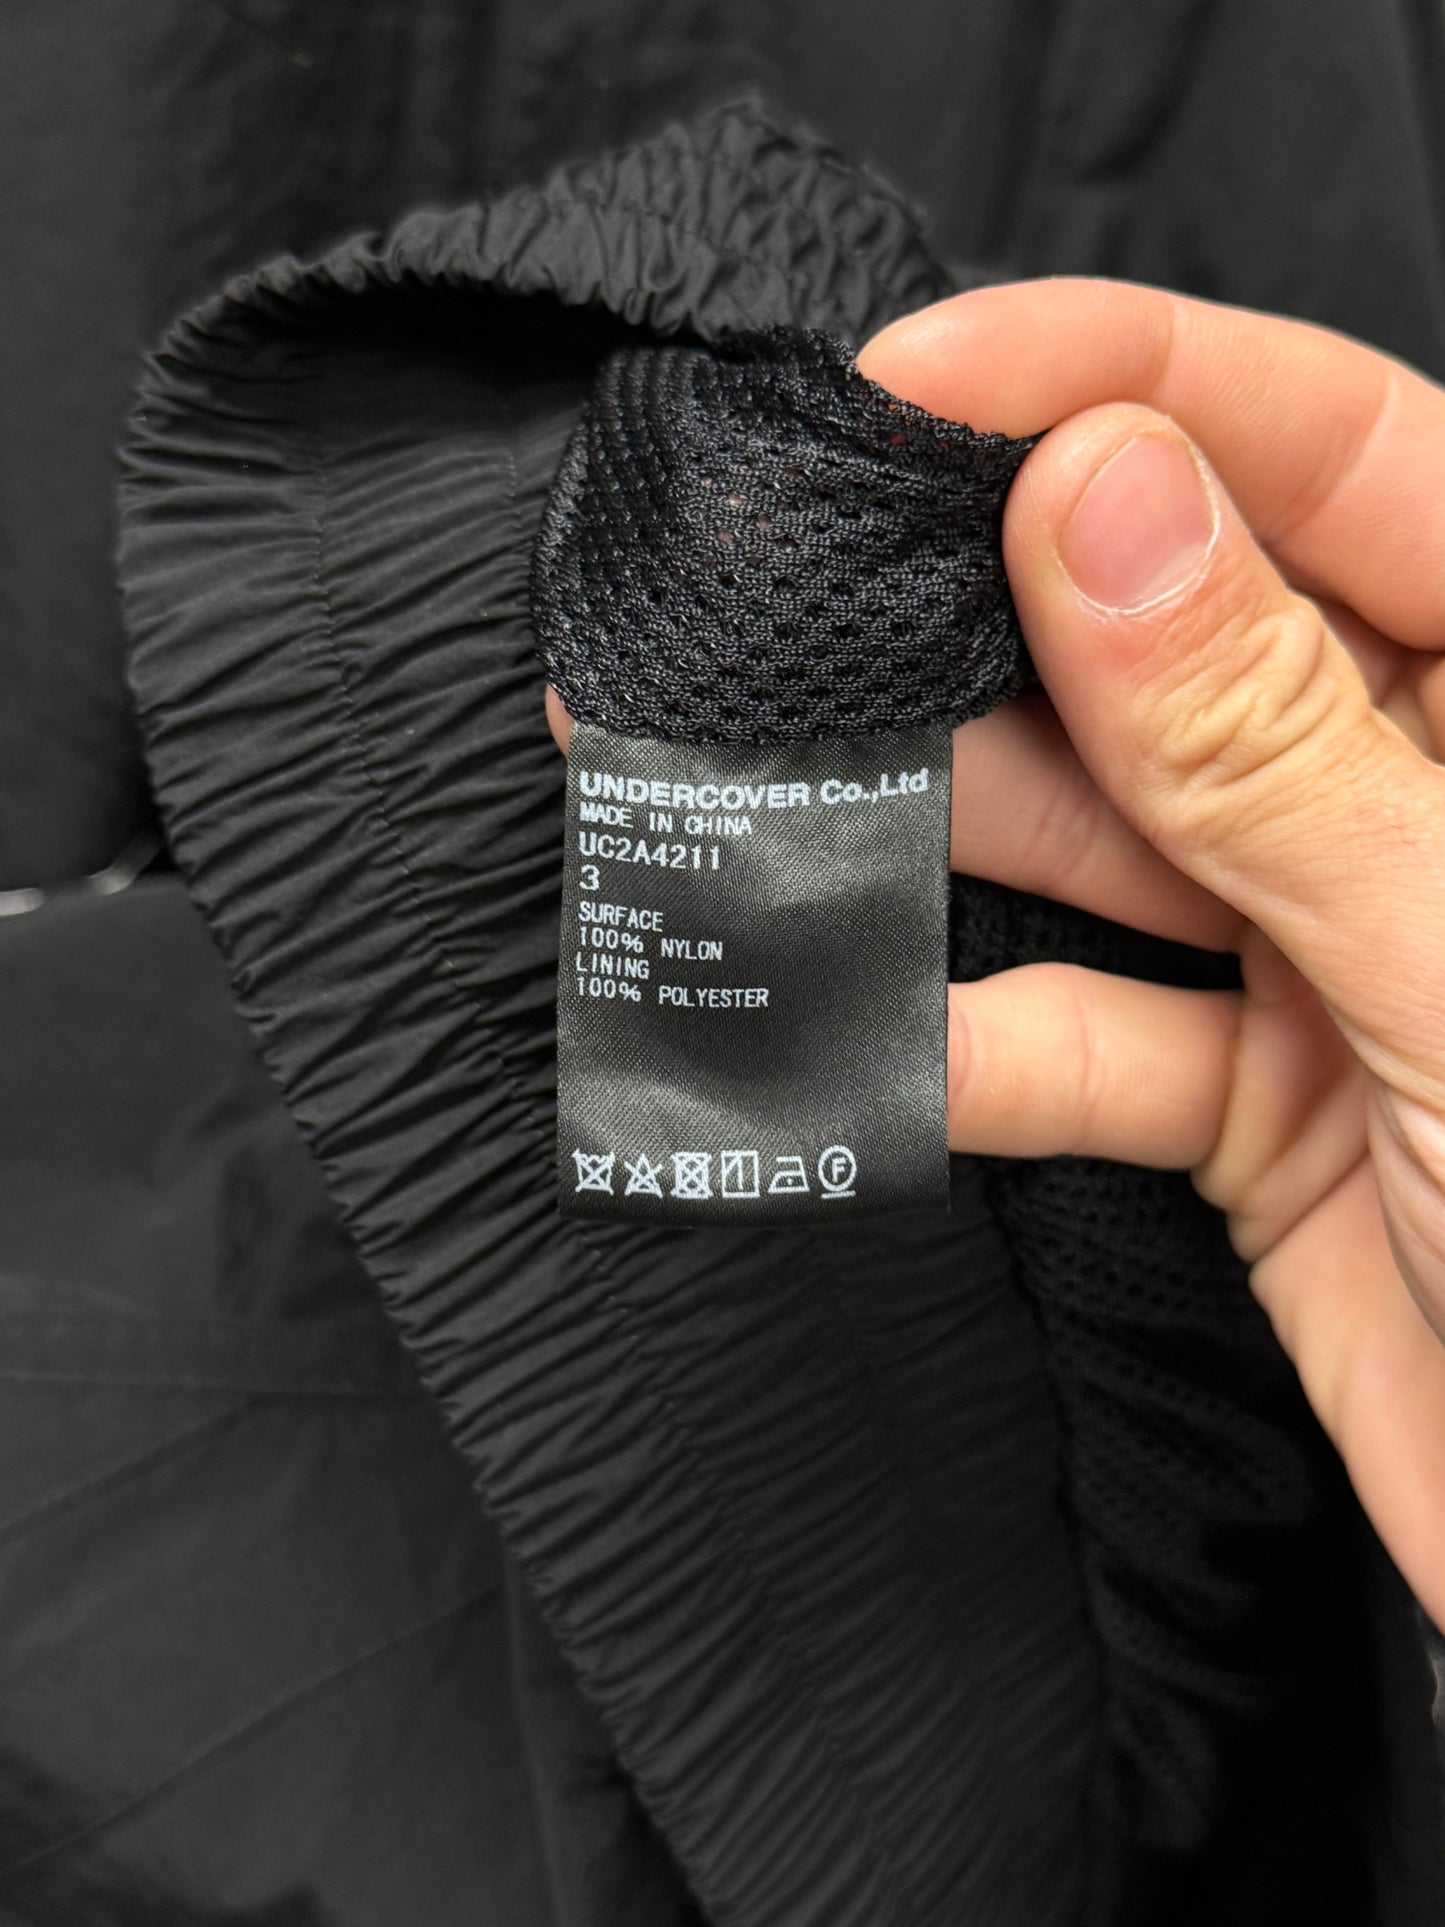 UNDERCOVER Co.,Ltd
MADE IN CHINA
UC2A4211
3
SURFACE
100% NYLON
LINING
100% POLYESTER
F